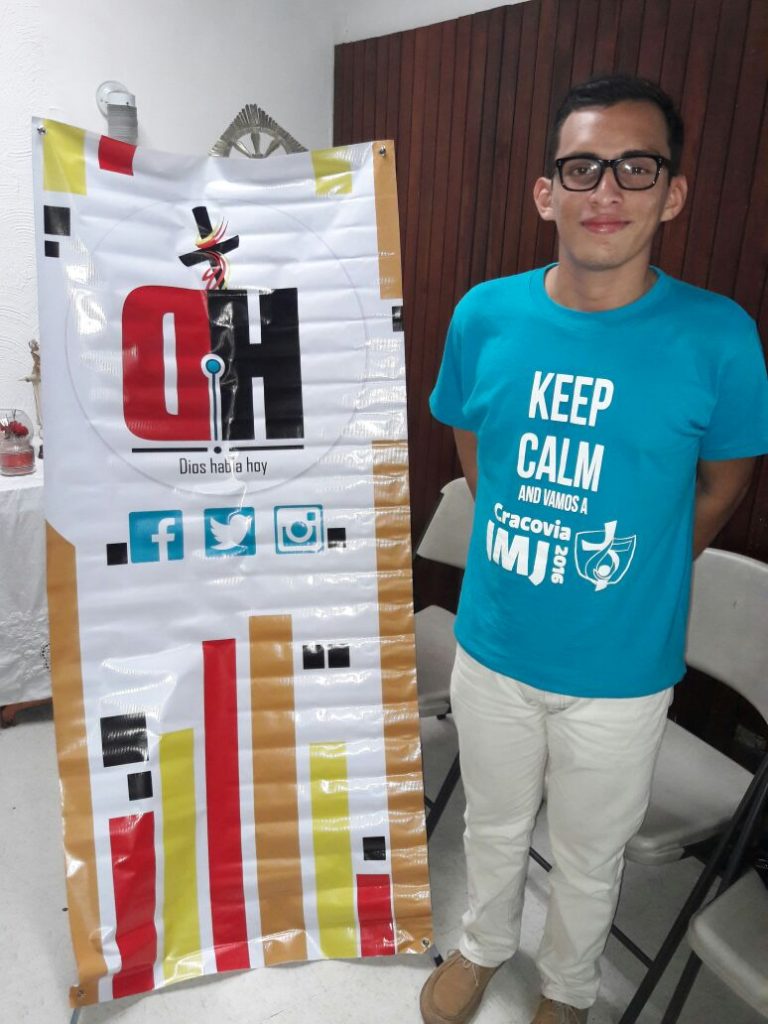 DH
Dios habla hoy
KEEP
CALM
AND VAMOS A
Cracovia
JMJ 2016